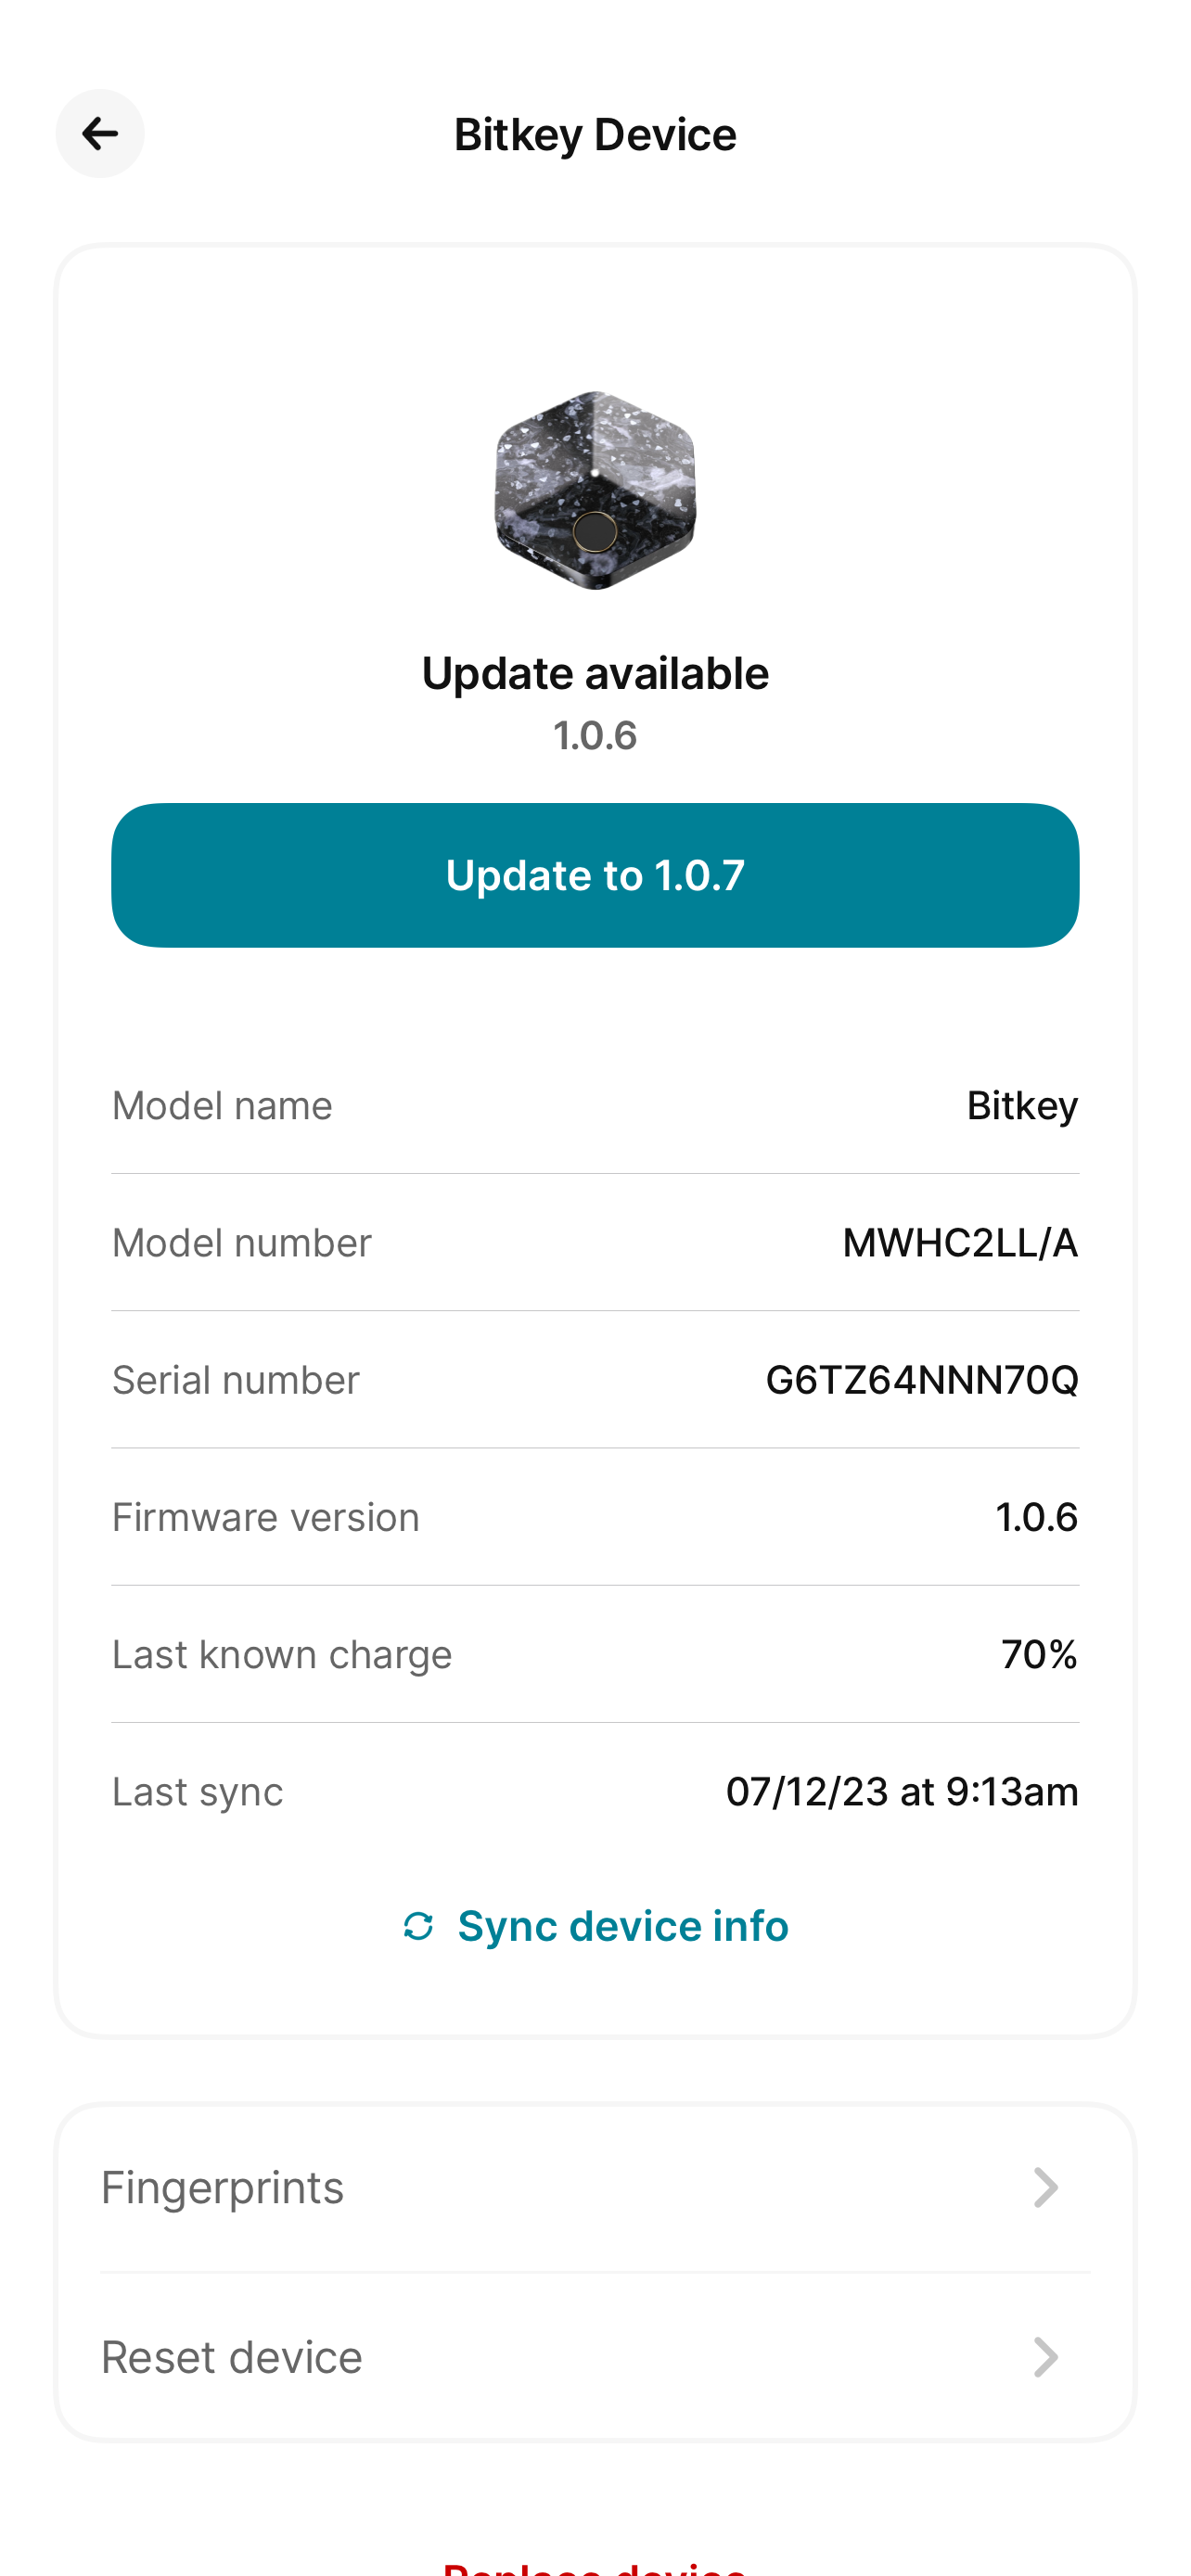 Bitkey Device
Update available
1.0.6
Update to 1.0.7
Model name Bitkey
Model number MWHC2LL/A
Serial number G6TZ64NNN70Q
Firmware version 1.0.6
Last known charge 70%
Last sync 07/12/23 at 9:13am
Sync device info
Fingerprints
Reset device
Replace device